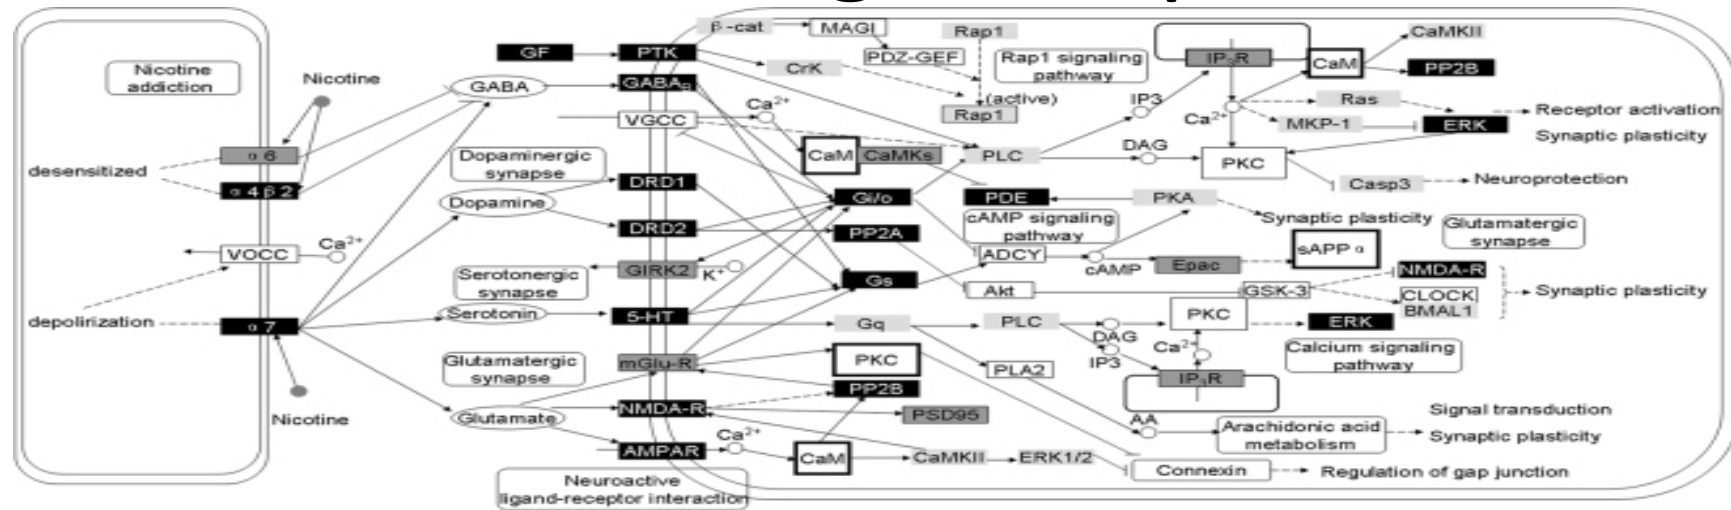 Nicotine
addiction
Nicotine
desensitized
α6
α4β2
VOCC
Ca2+
depolirization
α7
Nicotine
GF
PTK
GABA
GABAB
VGCC
Ca2+
Dopaminergic
synapse
Dopamine
DRD1
DRD2
GIRK2
K+
Serotonergic
synapse
Serotonin
5-HT
Glutamatergic
synapse
mGlu-R
Glutamate
NMDA-R
AMPAR
Ca2+
Neuroactive
ligand-receptor interaction
β-cat
MAGI
CrK
PDZ-GEF
Rap1
Rap1 signaling
pathway
(active)
Rap1
CaM
CaMKs
PLC
Gi/o
PP2A
Gs
Gq
PKC
PP2B
PSD95
CaM
CaMKII
ERK1/2
IP3
DAG
IP3R
CaM
CaMKII
PP2B
Ca2+
Ras
MKP-1
ERK
Receptor activation
Synaptic plasticity
PKC
Casp3
Neuroprotection
PDE
PKA
cAMP signaling
pathway
Synaptic plasticity
Glutamatergic
synapse
ADCY
cAMP
Epac
sAPPα
Akt
GSK-3
NMDA-R
CLOCK
BMAL1
Synaptic plasticity
PLC
DAG
IP3
PKC
ERK
Ca2+
Calcium signaling
pathway
PLA2
IP3R
AA
Arachidonic acid
metabolism
Signal transduction
Synaptic plasticity
Connexin
Regulation of gap junction